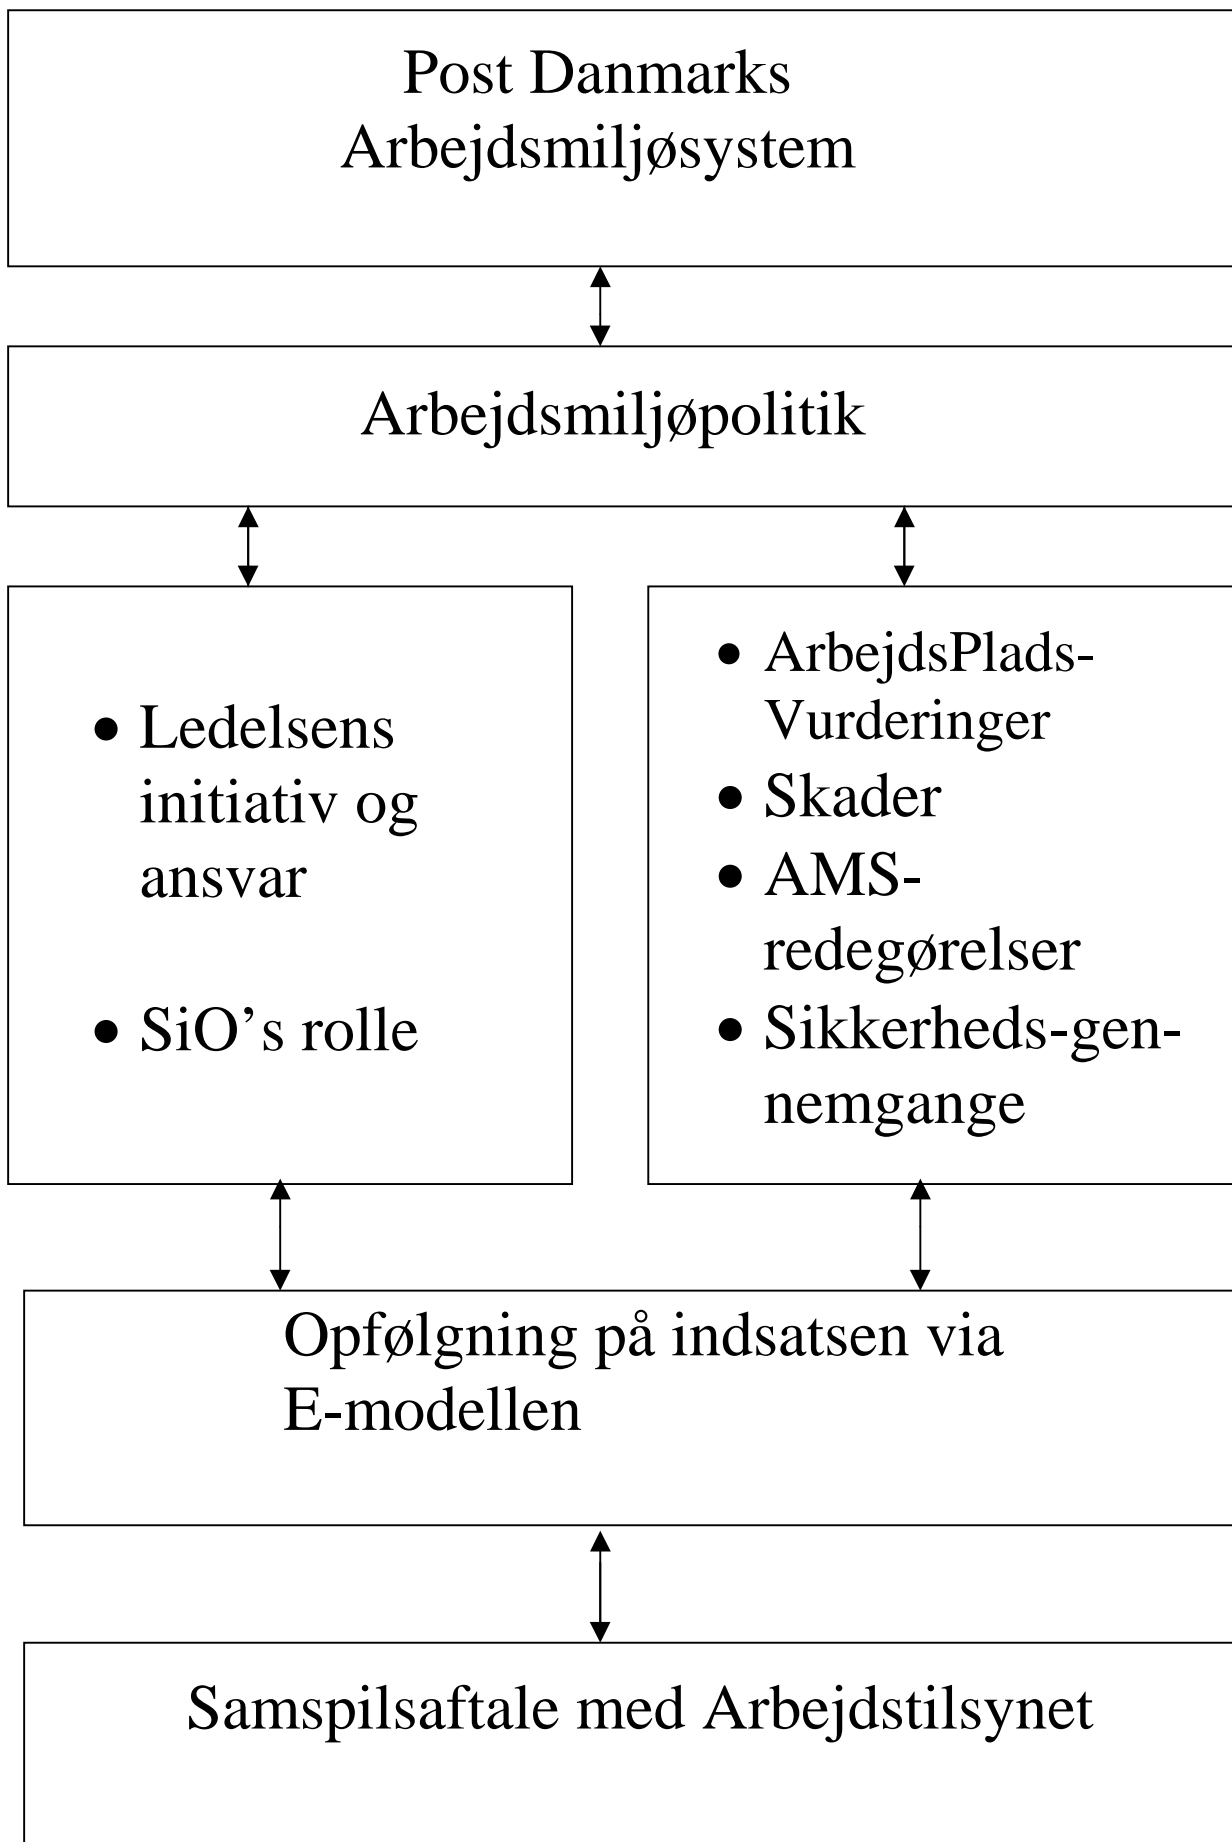 Post Danmarks
Arbejdsmiljøsystem
Arbejdsmiljøpolitik
• Ledelsens
initiativ og
ansvar
• SiO’s rolle
• ArbejdsPlads-
Vurderinger
• Skader
• AMS-
redegørelser
• Sikkerheds-gen-
nemgange
Opfølgning på indsatsen via
E-modellen
Samspilsaftale med Arbejdstilsynet